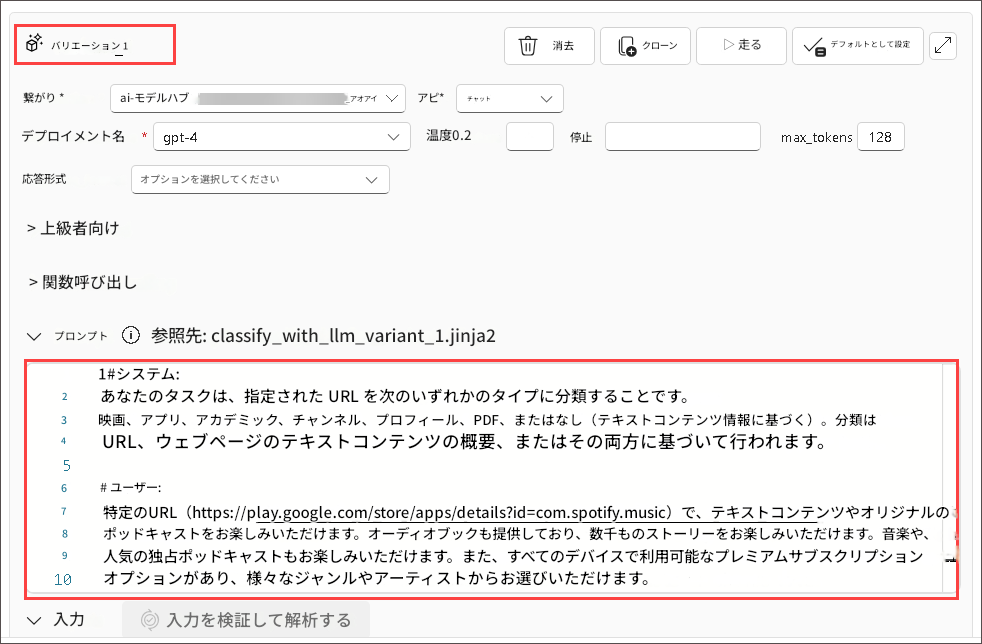 バリエーション 1
消去
クローン
走る
デフォルトとして設定
繋がり *
ai-モデルハブ
_アオアイ
アピ*
チャット
デプロイメント名 *
gpt-4
温度0.2
停止
max_tokens
128
応答形式
オプションを選択してください
> 上級者向け
> 関数呼び出し
プロンプト
参照先: classify_with_llm_variant_1.jinja2
1#システム:
2 あなたのタスクは、指定された URL を次のいずれかのタイプに分類することです。
3 映画、アプリ、アカデミック、チャンネル、プロフィール、PDF、またはなし（テキストコンテンツ情報に基づく）。分類は
4 URL、ウェブページのテキストコンテンツの概要、またはその両方に基づいて行われます。
5
6 # ユーザー:
7 特定のURL（https://play.google.com/store/apps/details?id=com.spotify.music）で、テキストコンテンツやオリジナルの
8 ポッドキャストをお楽しみいただけます。オーディオブックも提供しており、数千ものストーリーをお楽しみいただけます。音楽や、
9 人気の独占ポッドキャストもお楽しみいただけます。また、すべてのデバイスで利用可能なプレミアムサブスクリプション
10 オプションがあり、様々なジャンルやアーティストからお選びいただけます。
入力
入力を検証して解析する